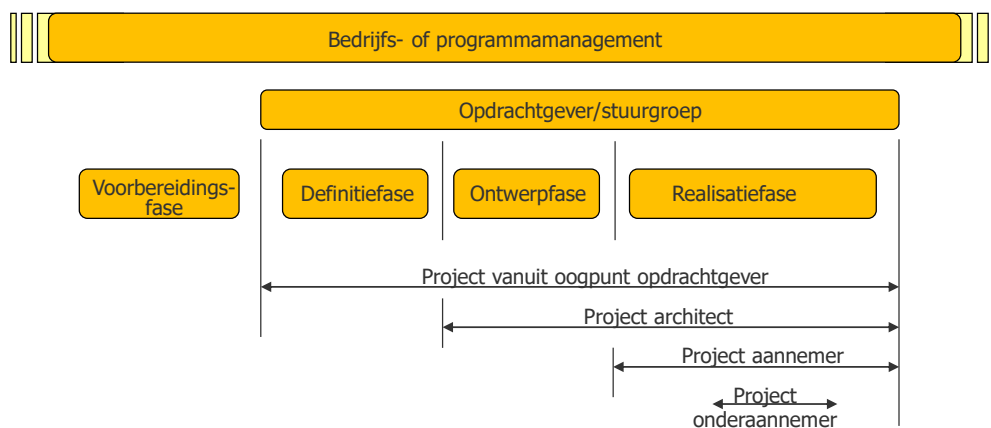 Bedrijfs- of programmamanagement
Opdrachtgever/stuurgroep
Voorbereidings-
fase
Definitiefase
Ontwerpfase
Realisatiefase
Project vanuit oogpunt opdrachtgever
Project architect
Project aannemer
Project
onderaannemer